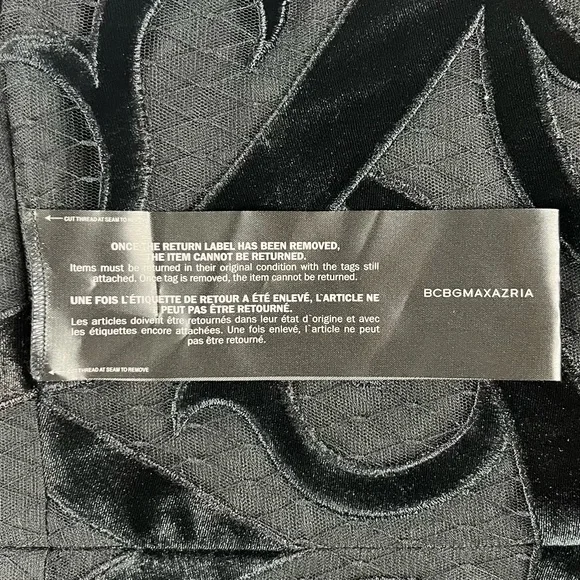 CUT THREAD AT SEAM TO
ONCE THE RETURN LABEL HAS BEEN REMOVED,
THE ITEM CANNOT BE RETURNED.
Items must be returned in their original condition with the tags still
attached. Once tag is removed, the item cannot be returned.
UNE FOIS L`ÉTIQUETTE DE RETOUR A ÉTÉ ENLEVÉ, L`ARTICLE NE
PEUT PAS ÊTRE RETOURNÉ.
Les articles doivent être retournés dans leur état d`origine et avec
les étiquettes encore attachées. Une fois enlevé, l`article ne peut
pas être retourné.
THREAD AT SEAM TO REMOVE
BCBGMAXAZRIA